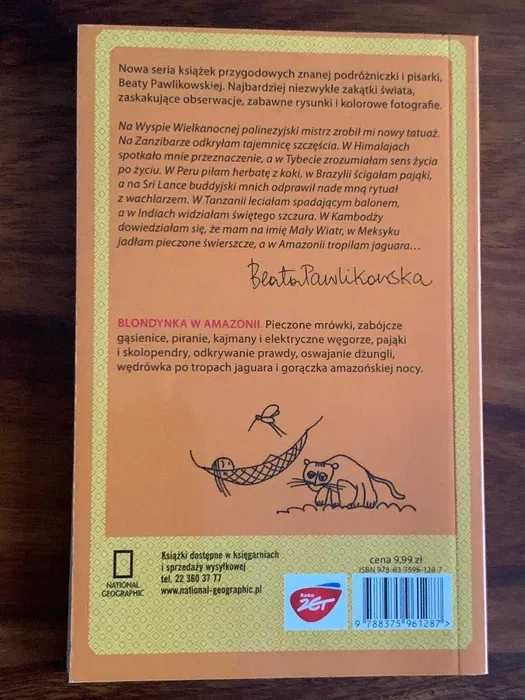 Nowa seria książek przygodowych znanej podróżniczki i pisarki,
Beaty Pawlikowskiej. Najbardziej niezwykłe zakątki świata,
zaskakujące obserwacje, zabawne rysunki i kolorowe fotografie.
Na Wyspie Wielkanocnej polinezyjski mistrz zrobił mi nowy tatuaż.
Na Zanzibarze odkryłam tajemnicę szczęścia. W Himalajach
spotkało mnie przeznaczenie, a w Tybecie zrozumiałam sens życia
po życiu. W Peru piłam herbatę z koki, w Brazylii ścigałam pająki,
a na Sri Lance buddyjski mnich odprawił nade mną rytuał
z wachlarzem. W Tanzanii leciałam spadającym balonem,
a w Indiach widziałam świętego szczura. W Kambodży
dowiedziałam się, że mam na imię Mały Wiatr, w Meksyku
jadłam pieczone świerszcze, a w Amazonii tropiłam jaguara...
Beata Pawlikowska
BLONDYNKA W AMAZONII. Pieczone mrówki, zabójcze
gąsienice, piranie, kajmany i elektryczne węgorze, pająki
i skolopendry, odkrywanie prawdy, oswajanie dżungli,
wędrówka po tropach jaguara i gorączka amazońskiej nocy.
NATIONAL
GEOGRAPHIC
Książki dostępne w księgarniach
i sprzedaży wysyłkowej
tel. 22 360 37 77
www.national-geographic.pl
Radio
ZET
cena 9,99 zł
ISBN 978-83-7596-128-7
9 788375 961287 >